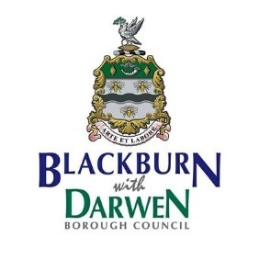 ARTE ET LABORE
BLACKBURN
with
DARWEN
BOROUGH COUNCIL